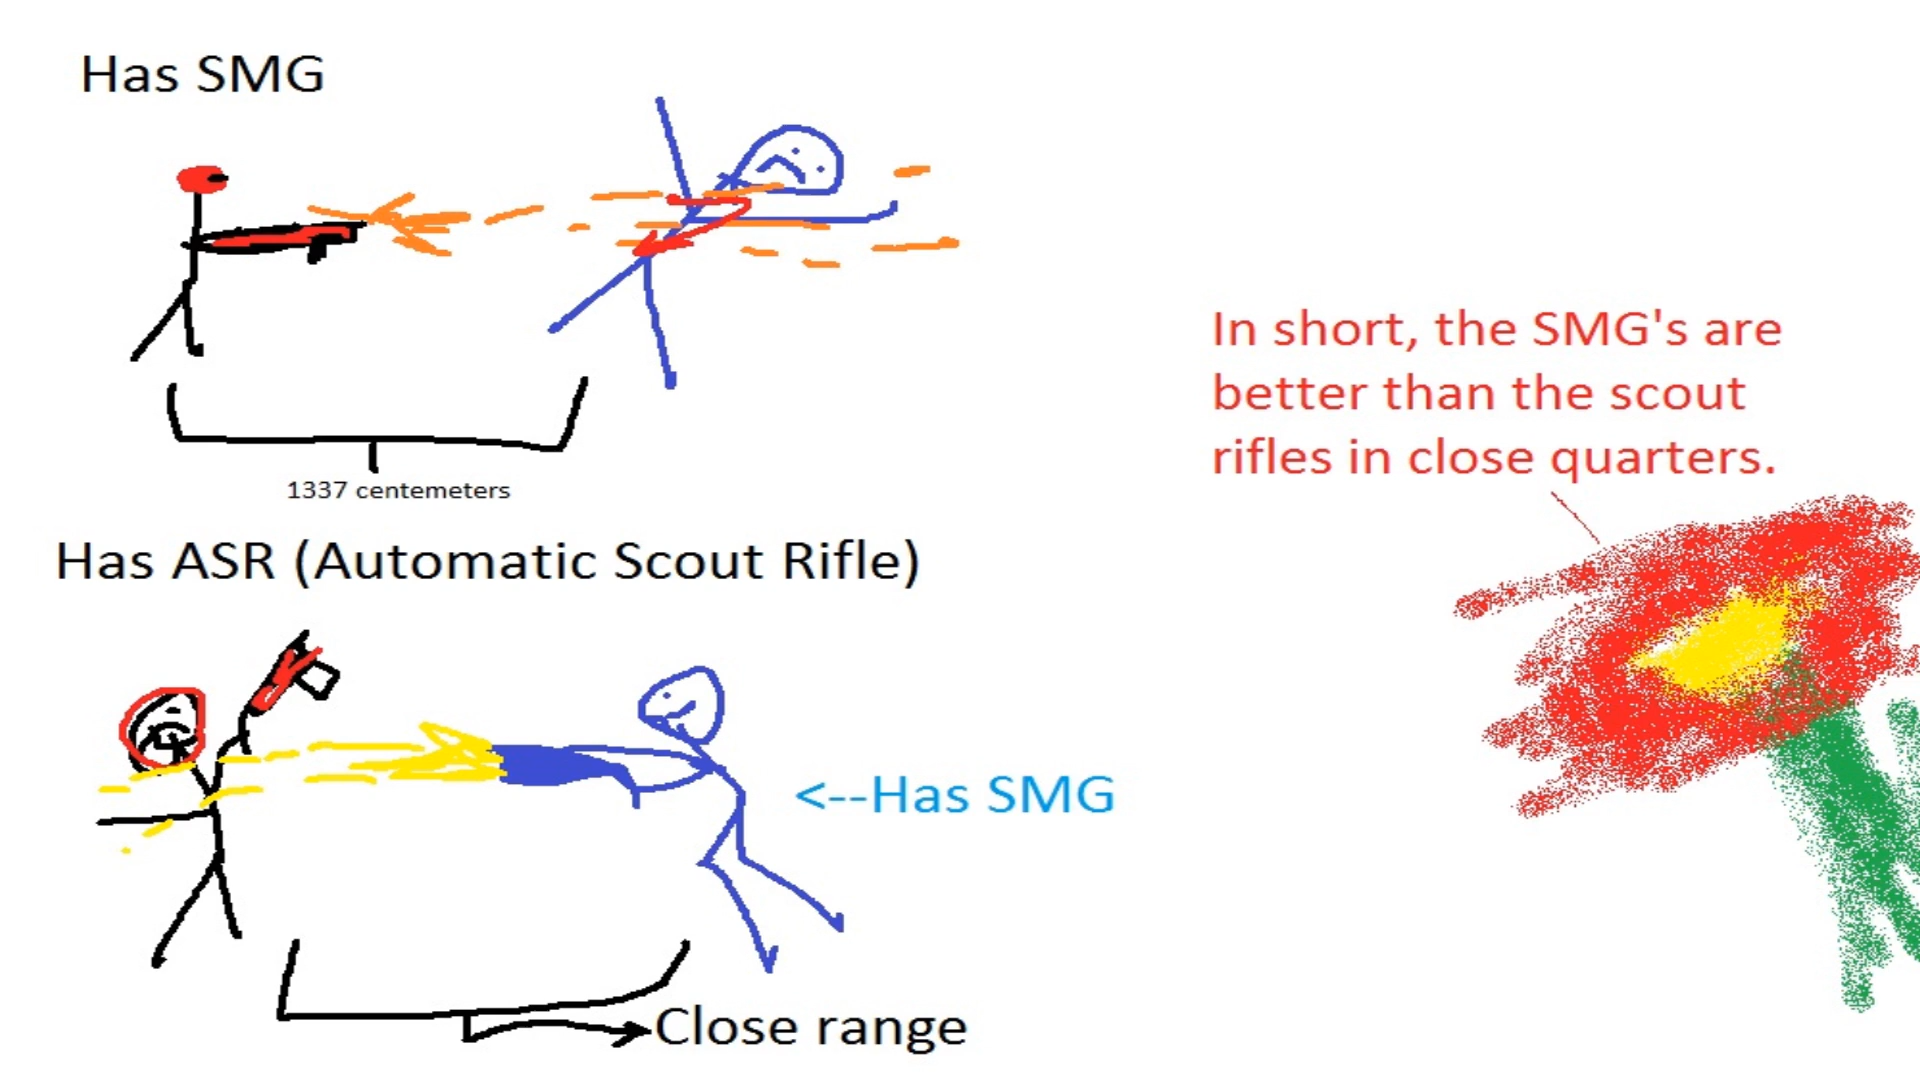 Has SMG
1337 centemeters
Has ASR (Automatic Scout Rifle)
<--Has SMG
Close range
In short, the SMG's are
better than the scout
rifles in close quarters.